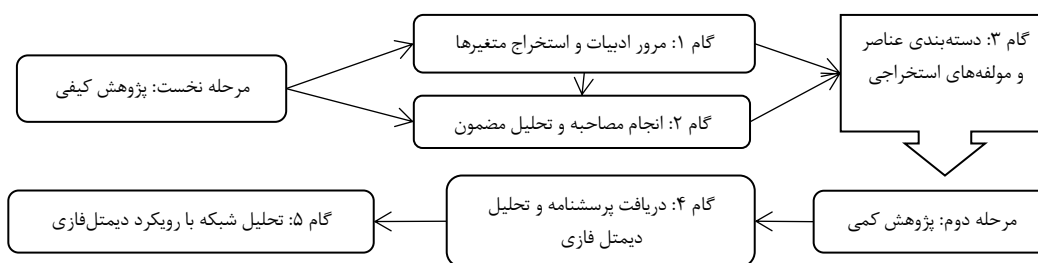 مرحله نخست: پژوهش کیفی
گام ۱: مرور ادبیات و استخراج متغیرها
گام ۲: انجام مصاحبه و تحلیل مضمون
گام ۳: دسته‌بندی عناصر
و مولفه‌های استخراجی
مرحله دوم: پژوهش کمی
گام ۴: دریافت پرسشنامه و تحلیل
دیمتل فازی
گام ۵: تحلیل شبکه با رویکرد دیمتل‌فازی